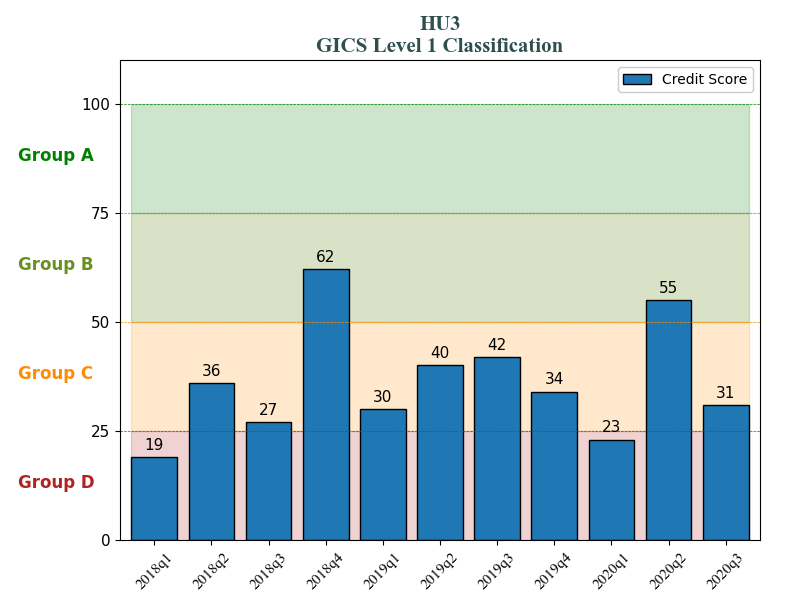 HU3
GICS Level 1 Classification
Credit Score
100
Group A
75
Group B
62
55
50
42
40
Group C
36
34
31
30
27
25
23
19
Group D
0
2018q1 2018q2 2018q3 2018q4 2019q1 2019q2 2019q3 2019q4 2020q1 2020q2 2020q3